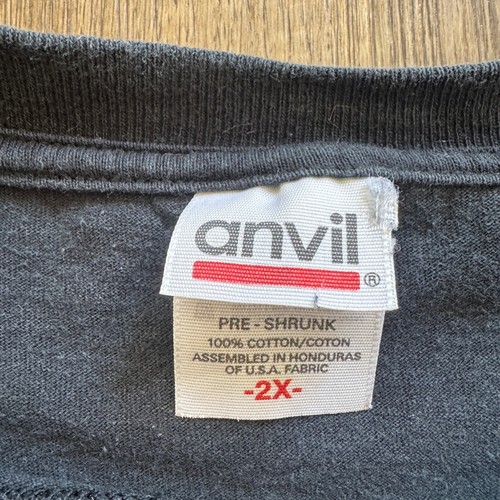 anvil
®
PRE - SHRUNK
100% COTTON/COTON
ASSEMBLED IN HONDURAS
OF U.S.A. FABRIC
-2X-